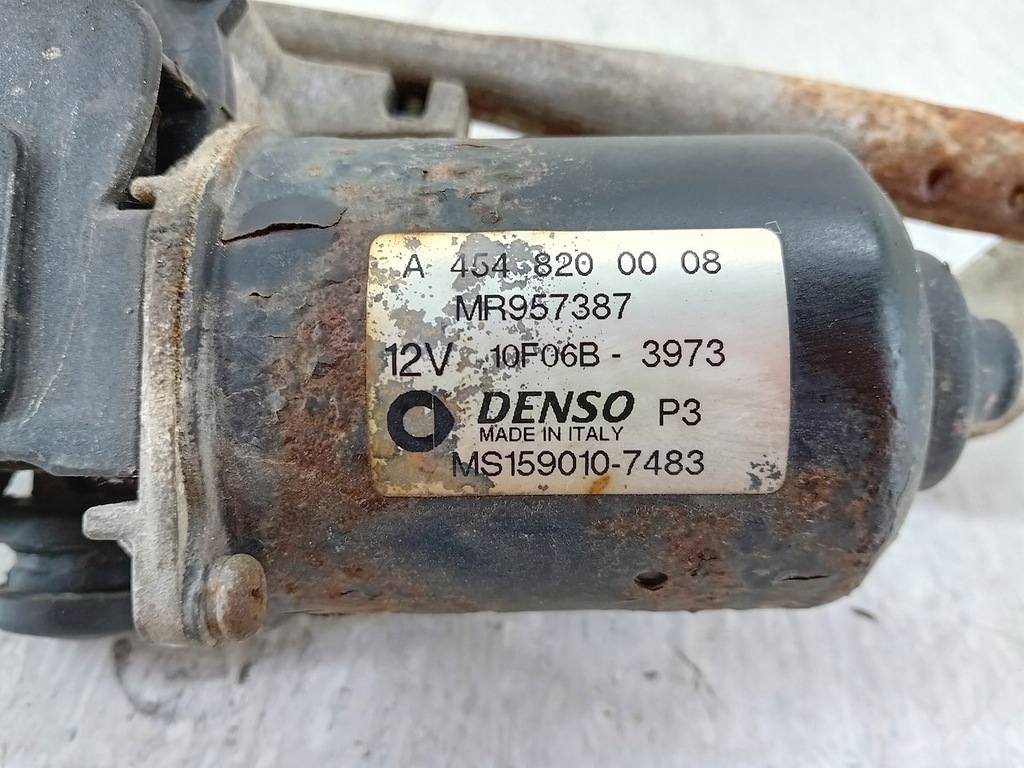 A 454 820 00 08
MR957387
12V 10F06B - 3973
DENSO P3
MADE IN ITALY
MS159010-7483